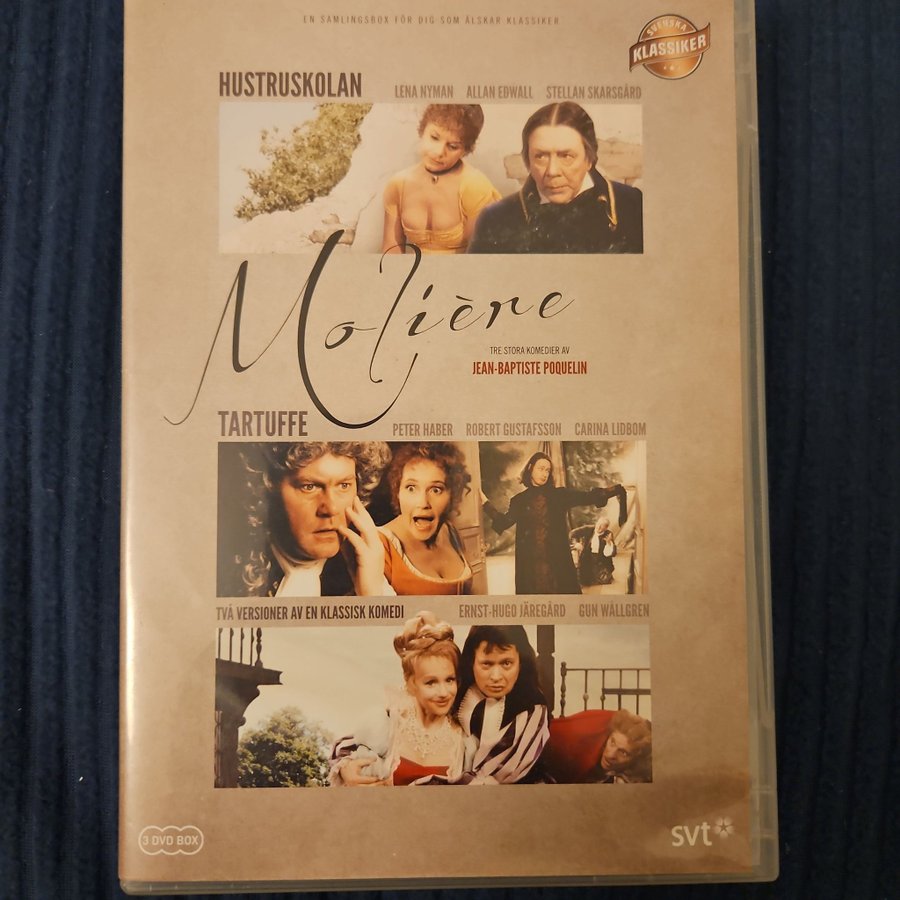 EN SAMLINGSBOX FÖR DIG SOM ÄLSKAR KLASSIKER
SVENSKA
KLASSIKER
HUSTRUSKOLAN LENA NYMAN ALLAN EDWALL STELLAN SKARSGÅRD
Molière
TRE STORA KOMEDIER AV
JEAN-BAPTISTE POQUELIN
TARTUFFE PETER HABER ROBERT GUSTAFSSON CARINA LIDBOM
TVÅ VERSIONER AV EN KLASSISK KOMEDI ERNST-HUGO JÄREGÅRD GUN WÅLLGREN
3 DVD BOX
svt